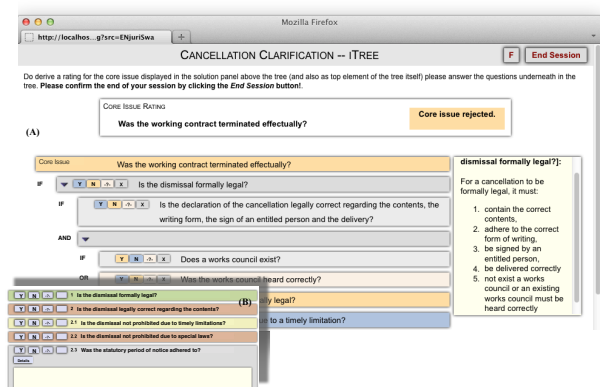 Mozilla Firefox
http://localhos...g?src=ENjuriSwa
+
CANCELLATION CLARIFICATION -- ITREE
F
End Session
Do derive a rating for the core issue displayed in the solution panel above the tree (and also as top element of the tree itself) please answer the questions underneath in the
tree. Please confirm the end of your session by clicking the End Session button!.
CORE ISSUE RATING
Was the working contract terminated effectually?
Core issue rejected.
(A)
Core Issue
Was the working contract terminated effectually?
IF
Y N -?- X
Is the dismissal formally legal?
IF
Y N -?- X
Is the declaration of the cancellation legally correct regarding the contents, the
writing form, the sign of an entitled person and the delivery?
AND
IF
Y N -?- X
Does a works council exist?
OR
Y N -?- X
Was the works council heard correctly?
ally legal?
to a timely limitation?
dismissal formally legal?]:
For a cancellation to be
formally legal, it must:
1. contain the correct
contents,
2. adhere to the correct
form of writing,
3. be signed by an
entitled person,
4. be delivered correctly
5. not exist a works
council or an existing
works council must be
heard correctly
(B)
Y N -?- 1 Is the dismissal formally legal?
Y N -?- 2 Is the dismissal legally correct regarding the contents?
Y N -?- 2.1 Is the dismissal not prohibited due to timely limitations?
Y N -?- 2.2 Is the dismissal not prohibited due to special laws?
Y N -?- 2.3 Was the statutory period of notice adhered to?
Details